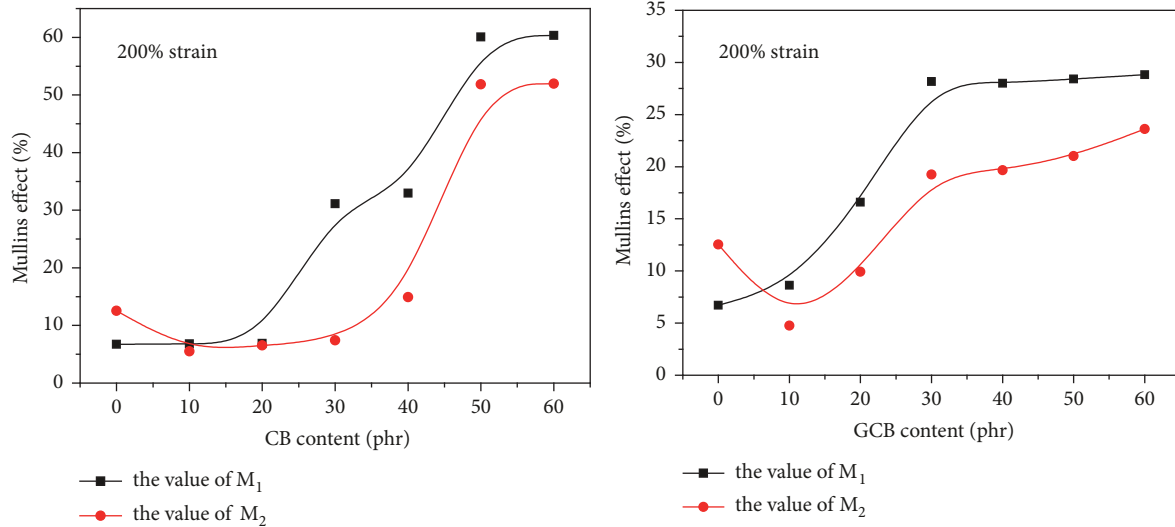 200% strain
Mullins effect (%)
60
50
40
30
20
10
0
0 10 20 30 40 50 60
CB content (phr)
the value of M₁
the value of M₂
200% strain
Mullins effect (%)
35
30
25
20
15
10
5
0
0 10 20 30 40 50 60
GCB content (phr)
the value of M₁
the value of M₂